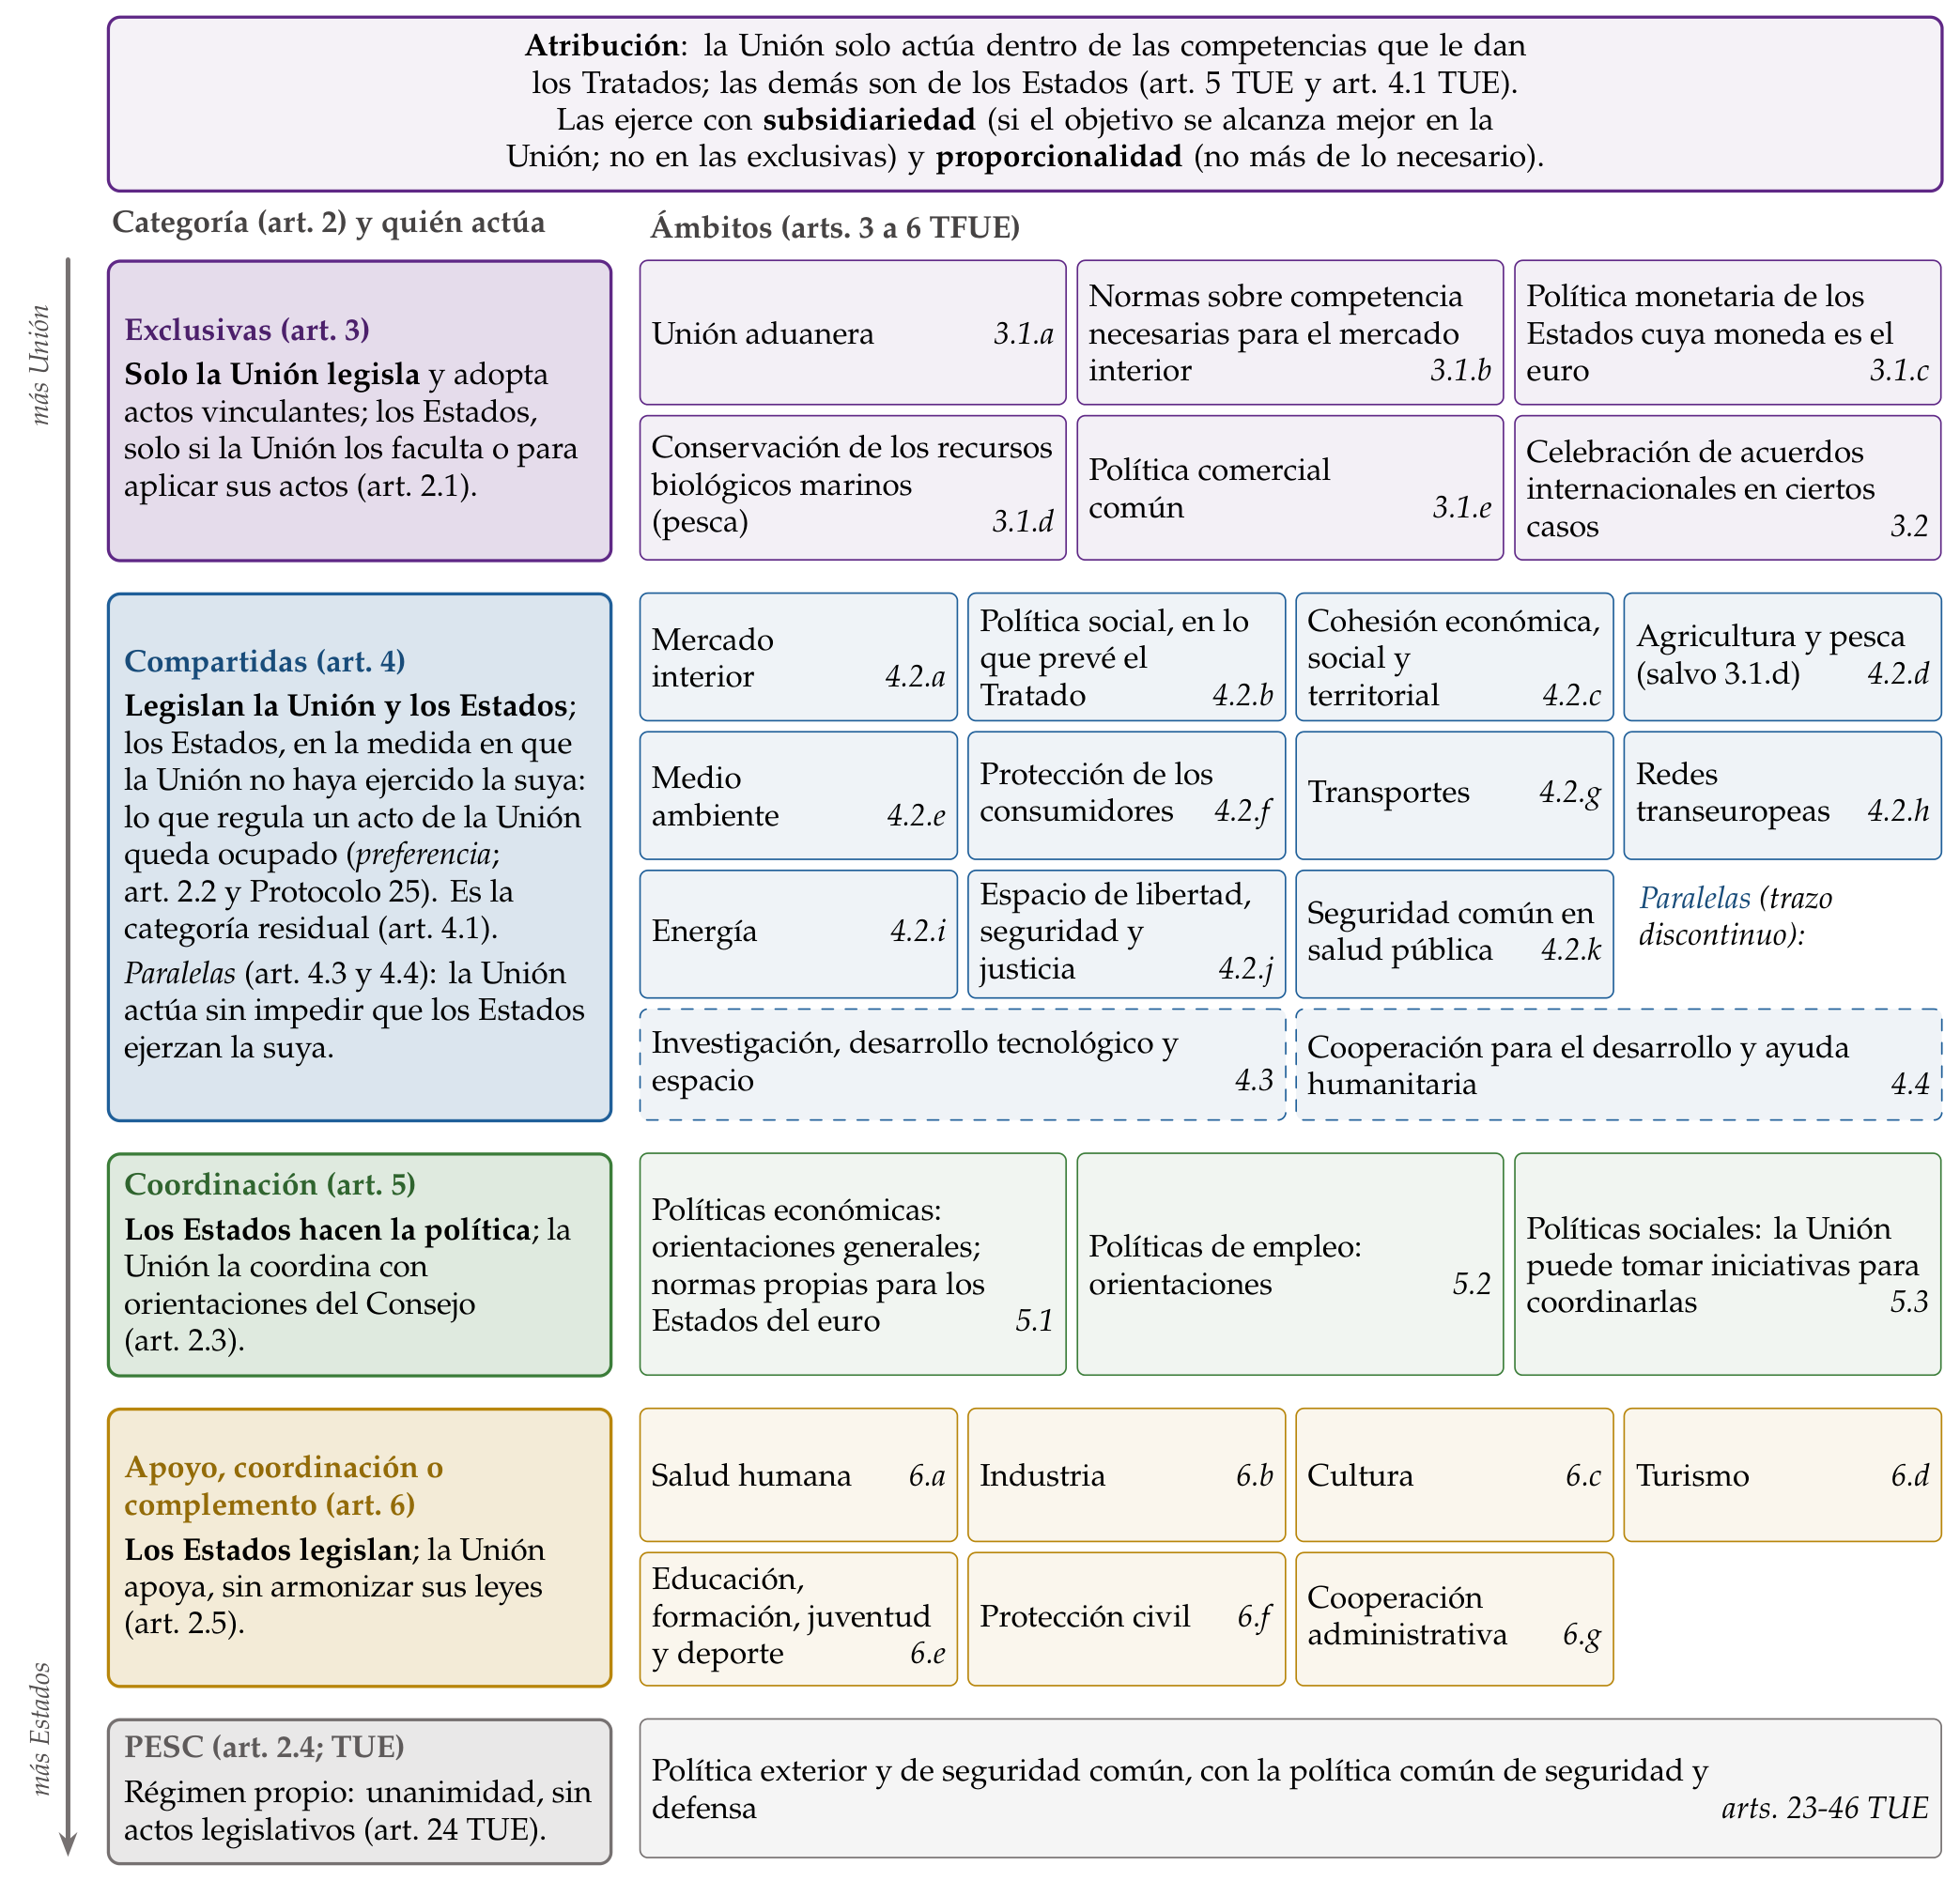 Atribución: la Unión solo actúa dentro de las competencias que le dan
los Tratados; las demás son de los Estados (art. 5 TUE y art. 4.1 TUE).
Las ejerce con subsidiariedad (si el objetivo se alcanza mejor en la
Unión; no en las exclusivas) y proporcionalidad (no más de lo necesario).
Categoría (art. 2) y quién actúa
Ámbitos (arts. 3 a 6 TFUE)
más Unión
Exclusivas (art. 3)
Solo la Unión legisla y adopta
actos vinculantes; los Estados,
solo si la Unión los faculta o para
aplicar sus actos (art. 2.1).
Unión aduanera 3.1.a
Normas sobre competencia
necesarias para el mercado
interior 3.1.b
Política monetaria de los
Estados cuya moneda es el
euro 3.1.c
Conservación de los recursos
biológicos marinos
(pesca) 3.1.d
Política comercial
común 3.1.e
Celebración de acuerdos
internacionales en ciertos
casos 3.2
Compartidas (art. 4)
Legislan la Unión y los Estados;
los Estados, en la medida en que
la Unión no haya ejercido la suya:
lo que regula un acto de la Unión
queda ocupado (preferencia;
art. 2.2 y Protocolo 25). Es la
categoría residual (art. 4.1).
Paralelas (art. 4.3 y 4.4): la Unión
actúa sin impedir que los Estados
ejerzan la suya.
Mercado
interior 4.2.a
Política social, en lo
que prevé el
Tratado 4.2.b
Cohesión económica,
social y
territorial 4.2.c
Agricultura y pesca
(salvo 3.1.d) 4.2.d
Medio
ambiente 4.2.e
Protección de los
consumidores 4.2.f
Transportes 4.2.g
Redes
transeuropeas 4.2.h
Energía 4.2.i
Espacio de libertad,
seguridad y
justicia 4.2.j
Seguridad común en
salud pública 4.2.k
Paralelas (trazo
discontinuo):
Investigación, desarrollo tecnológico y
espacio 4.3
Cooperación para el desarrollo y ayuda
humanitaria 4.4
Coordinación (art. 5)
Los Estados hacen la política; la
Unión la coordina con
orientaciones del Consejo
(art. 2.3).
Políticas económicas:
orientaciones generales;
normas propias para los
Estados del euro 5.1
Políticas de empleo:
orientaciones 5.2
Políticas sociales: la Unión
puede tomar iniciativas para
coordinarlas 5.3
Apoyo, coordinación o
complemento (art. 6)
Los Estados legislan; la Unión
apoya, sin armonizar sus leyes
(art. 2.5).
Salud humana 6.a
Industria 6.b
Cultura 6.c
Turismo 6.d
Educación,
formación, juventud
y deporte 6.e
Protección civil 6.f
Cooperación
administrativa 6.g
más Estados
PESC (art. 2.4; TUE)
Régimen propio: unanimidad, sin
actos legislativos (art. 24 TUE).
Política exterior y de seguridad común, con la política común de seguridad y
defensa arts. 23-46 TUE